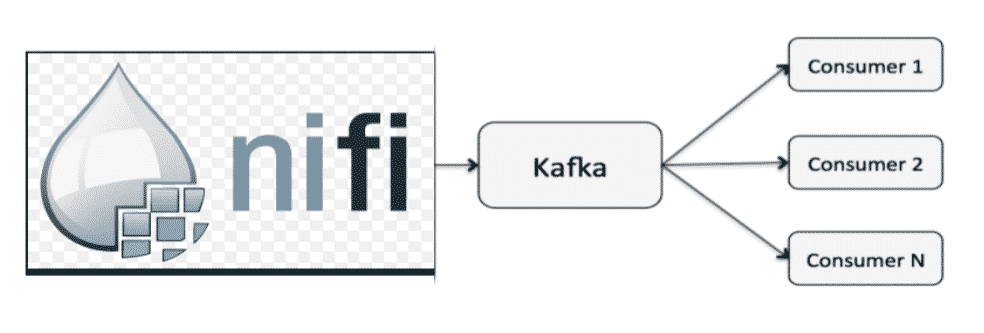 nifi
Kafka
Consumer 1
Consumer 2
Consumer N